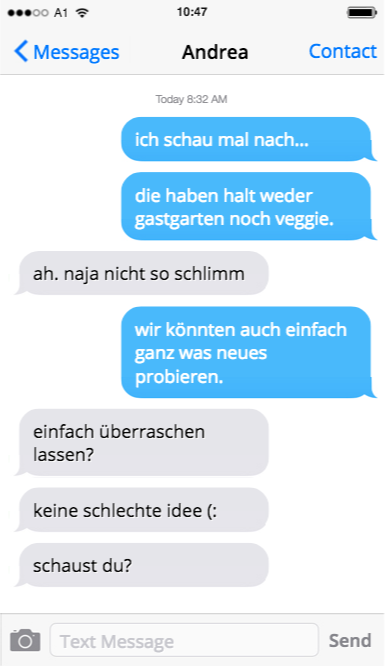 A1 10:47
Messages Andrea Contact
Today 8:32 AM
ich schau mal nach...
die haben halt weder
gastgarten noch veggie.
ah. naja nicht so schlimm
wir könnten auch einfach
ganz was neues
probieren.
einfach überraschen
lassen?
keine schlechte idee (:
schaust du?
Text Message Send